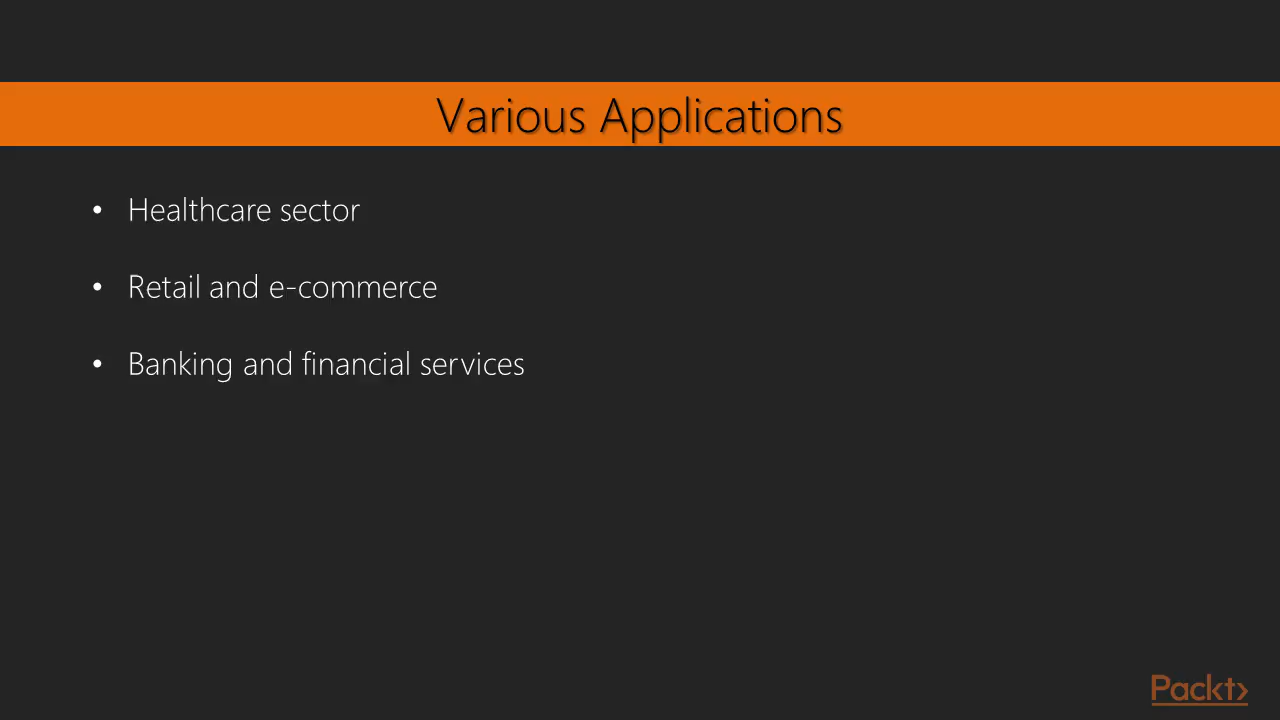 Various Applications
• Healthcare sector
• Retail and e-commerce
• Banking and financial services
Packt>